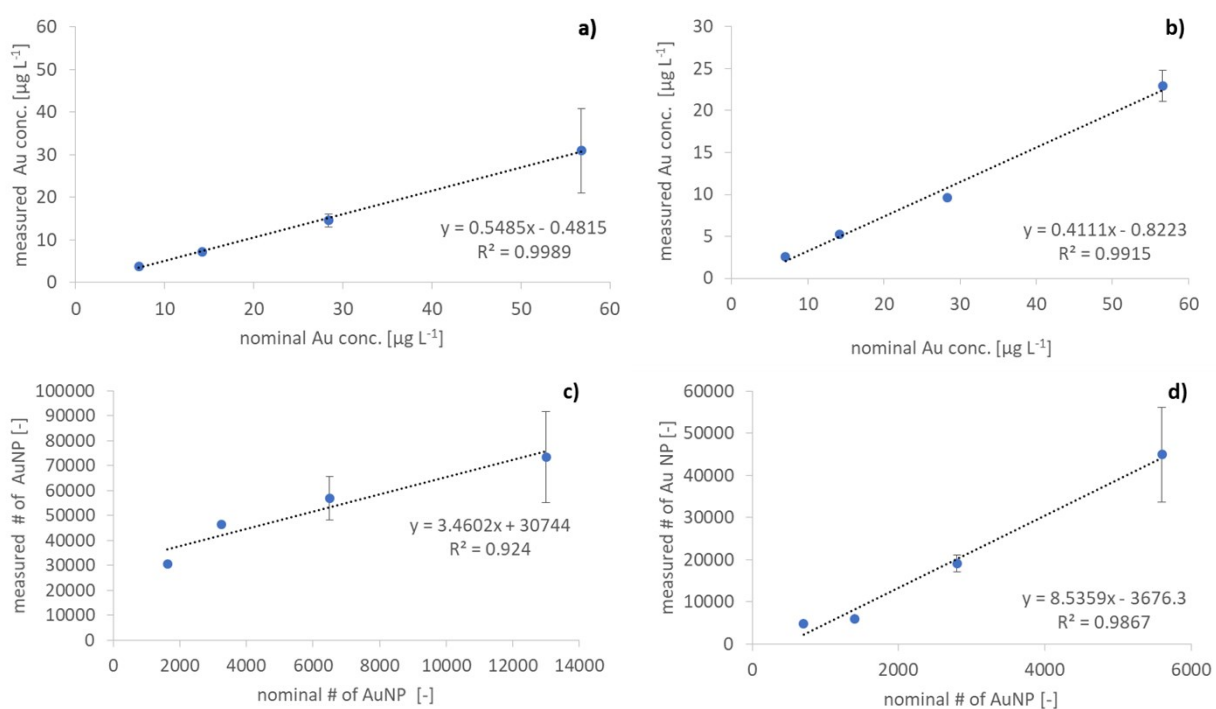 a)
measured Au conc. [µg L⁻¹]
60
50
40
30
20
10
0
0 10 20 30 40 50 60
nominal Au conc. [µg L⁻¹]
y = 0.5485x - 0.4815
R² = 0.9989
b)
measured Au conc. [µg L⁻¹]
30
25
20
15
10
5
0
0 10 20 30 40 50 60
nominal Au conc. [µg L⁻¹]
y = 0.4111x - 0.8223
R² = 0.9915
c)
measured # of AuNP [-]
100000
90000
80000
70000
60000
50000
40000
30000
20000
10000
0
0 2000 4000 6000 8000 10000 12000 14000
nominal # of AuNP [-]
y = 3.4602x + 30744
R² = 0.924
d)
measured # of Au NP [-]
60000
50000
40000
30000
20000
10000
0
0 2000 4000 6000
nominal # of AuNP [-]
y = 8.5359x - 3676.3
R² = 0.9867